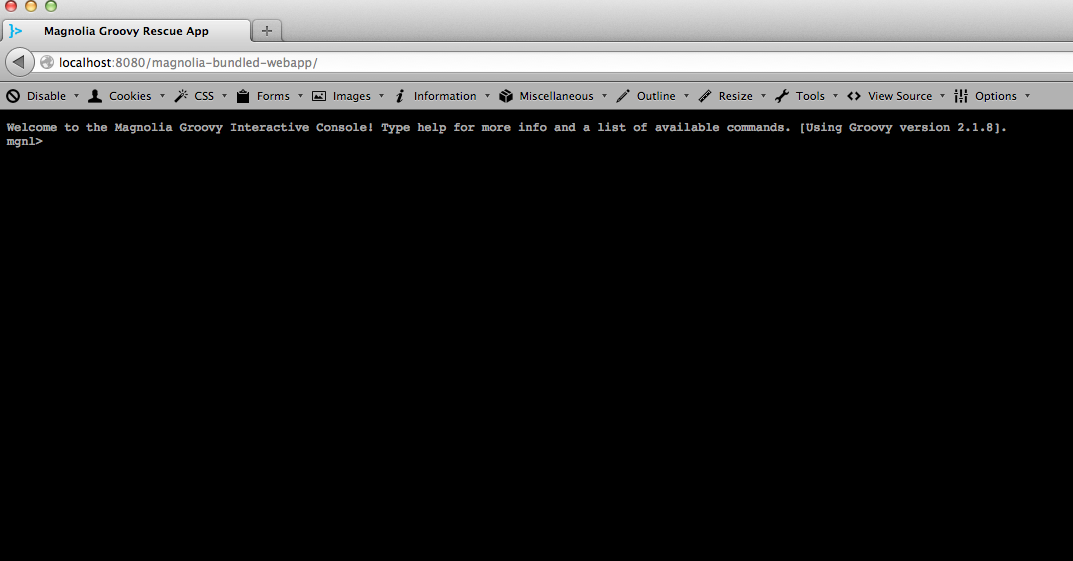 Magnolia Groovy Rescue App
localhost:8080/magnolia-bundled-webapp/
Disable Cookies CSS Forms Images Information Miscellaneous Outline Resize Tools View Source Options
Welcome to the Magnolia Groovy Interactive Console! Type help for more info and a list of available commands. [Using Groovy version 2.1.8].
mgnl>